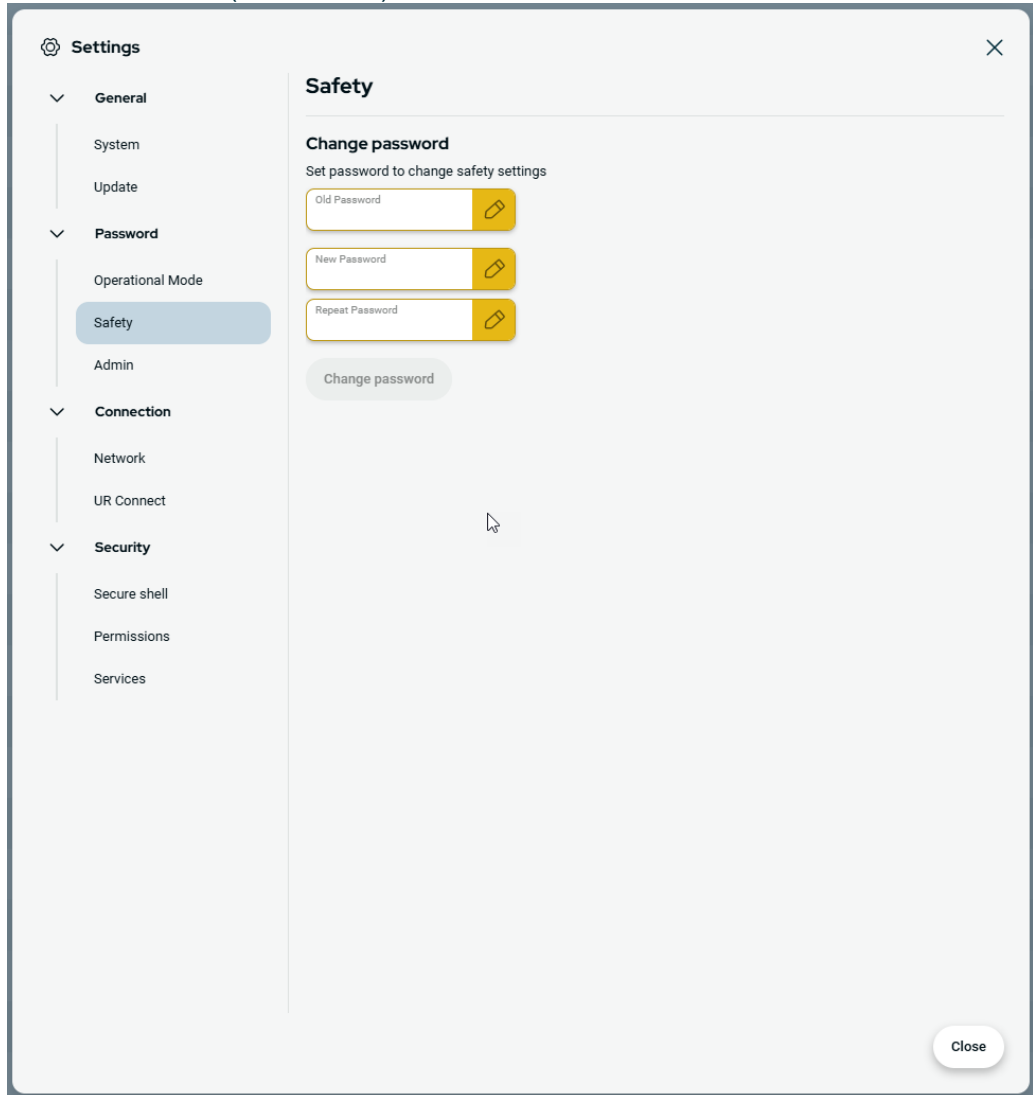 Settings
General
System
Update
Password
Operational Mode
Safety
Admin
Connection
Network
UR Connect
Security
Secure shell
Permissions
Services
Safety
Change password
Set password to change safety settings
Old Password
New Password
Repeat Password
Change password
Close